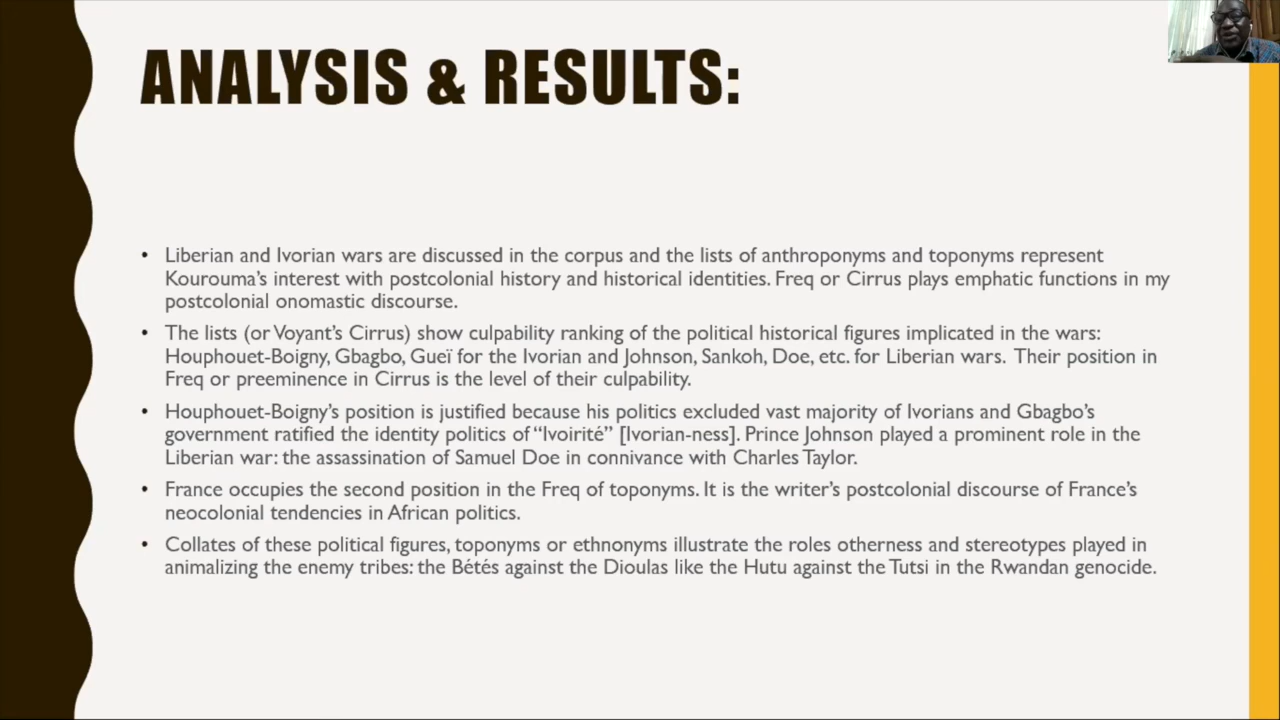 ANALYSIS & RESULTS:
• Liberian and Ivorian wars are discussed in the corpus and the lists of anthroponyms and toponyms represent
Kourouma's interest with postcolonial history and historical identities. Freq or Cirrus plays emphatic functions in my
postcolonial onomastic discourse.
• The lists (or Voyant's Cirrus) show culpability ranking of the political historical figures implicated in the wars:
Houphouet-Boigny, Gbagbo, Gueï for the Ivorian and Johnson, Sankoh, Doe, etc. for Liberian wars. Their position in
Freq or preeminence in Cirrus is the level of their culpability.
• Houphouet-Boigny's position is justified because his politics excluded vast majority of Ivorians and Gbagbo's
government ratified the identity politics of “Ivoirité” [Ivorian-ness]. Prince Johnson played a prominent role in the
Liberian war: the assassination of Samuel Doe in connivance with Charles Taylor.
• France occupies the second position in the Freq of toponyms. It is the writer's postcolonial discourse of France's
neocolonial tendencies in African politics.
• Collates of these political figures, toponyms or ethnonyms illustrate the roles otherness and stereotypes played in
animalizing the enemy tribes: the Bétés against the Dioulas like the Hutu against the Tutsi in the Rwandan genocide.